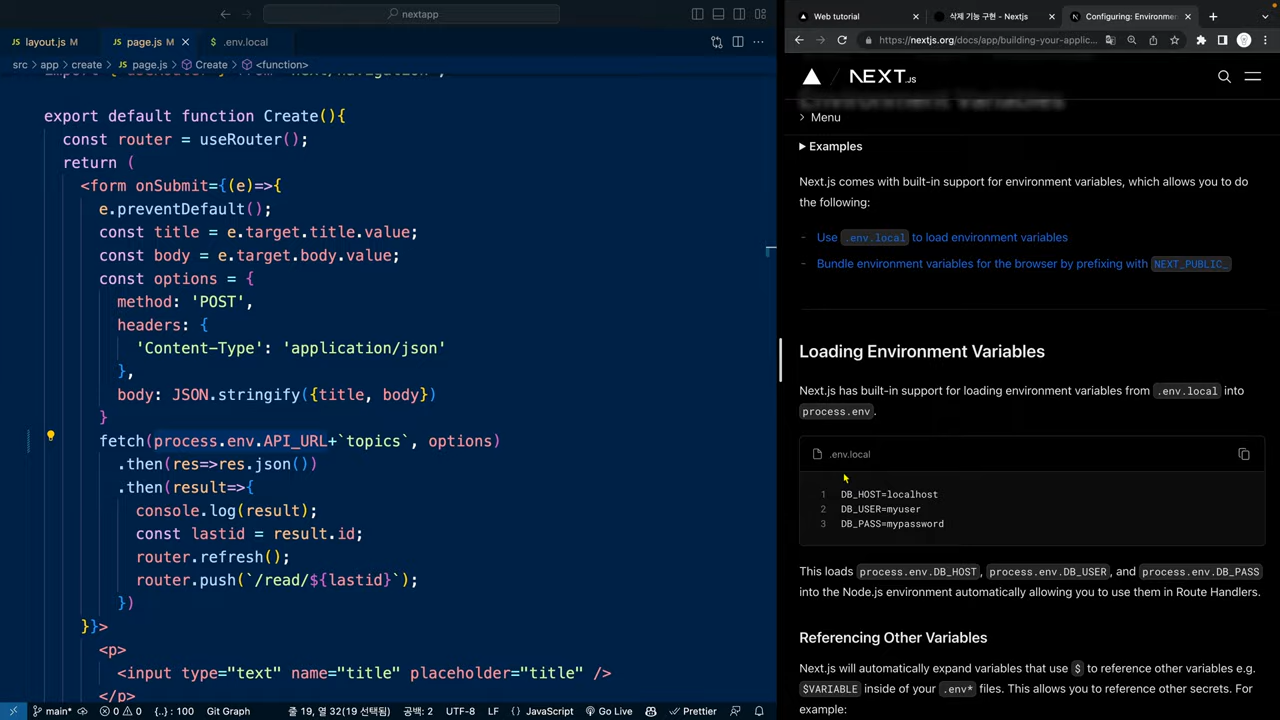 nextapp
layout.js M
page.js M
.env.local
src > app > create > page.js > Create > <function>
export default function Create(){
const router = useRouter();
return (
<form onSubmit={(e)=>{
e.preventDefault();
const title = e.target.title.value;
const body = e.target.body.value;
const options = {
method: 'POST',
headers: {
'Content-Type': 'application/json'
},
body: JSON.stringify({title, body})
}
fetch(process.env.API_URL+`topics`, options)
.then(res=>res.json())
.then(result=>{
console.log(result);
const lastid = result.id;
router.refresh();
router.push(`/read/${lastid}`);
})
}}>
<p>
<input type="text" name="title" placeholder="title" />
</p>
main*
0
0
{..} : 100
Git Graph
줄 19, 열 32(19 선택됨)
공백: 2
UTF-8
LF
JavaScript
Go Live
Prettier
Web tutorial
삭제 기능 구현 - Nextjs
Configuring: Environme
https://nextjs.org/docs/app/building-your-applic...
NEXT.JS
Environment Variables
Menu
Examples
Next.js comes with built-in support for environment variables, which allows you to do
the following:
- Use .env.local to load environment variables
- Bundle environment variables for the browser by prefixing with NEXT_PUBLIC_
Loading Environment Variables
Next.js has built-in support for loading environment variables from .env.local into
process.env.
.env.local
1 DB_HOST=localhost
2 DB_USER=myuser
3 DB_PASS=mypassword
This loads process.env.DB_HOST, process.env.DB_USER, and process.env.DB_PASS
into the Node.js environment automatically allowing you to use them in Route Handlers.
Referencing Other Variables
Next.js will automatically expand variables that use $ to reference other variables e.g.
$VARIABLE inside of your .env* files. This allows you to reference other secrets. For
example: